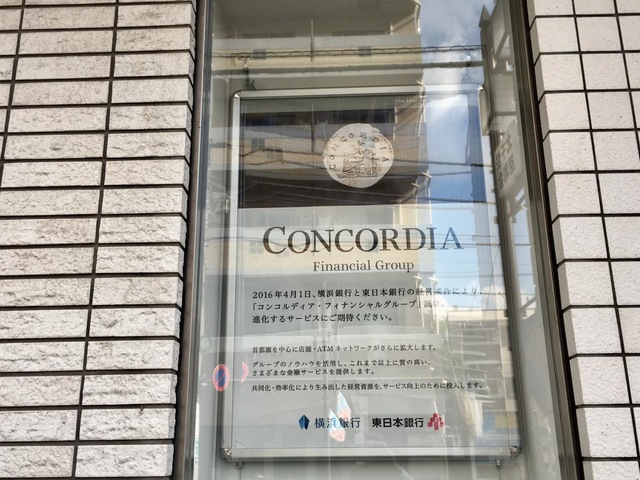 CONCORDIA
CONCORDIA
Financial Group
2016年4月1日、横浜銀行と東日本銀行の経営統合により、
「コンコルディア・フィナンシャルグループ」誕生。
進化するサービスにご期待ください。
首都圏を中心に店舗・ATMネットワークがさらに拡大します。
グループのノウハウを活用し、これまで以上に質の高い、
さまざまな金融サービスを提供します。
共同化・効率化により生み出した経営資源を、サービス向上のために投入します。
横浜銀行 東日本銀行